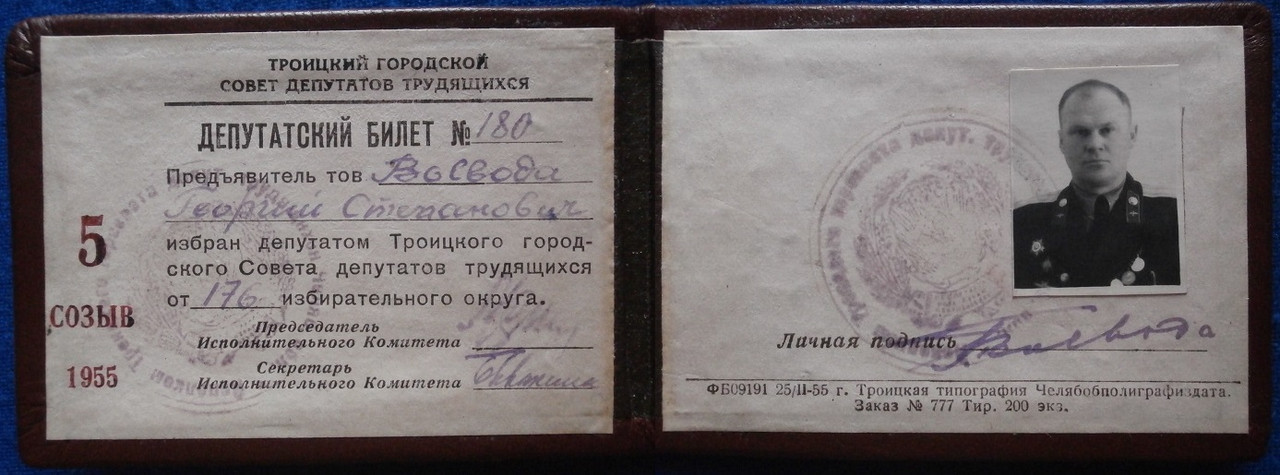 ТРОИЦКИЙ ГОРОДСКОЙ
СОВЕТ ДЕПУТАТОВ ТРУДЯЩИХСЯ
ДЕПУТАТСКИЙ БИЛЕТ № 180
Предъявитель тов Воевода
Георгий Степанович
избран депутатом Троицкого город-
ского Совета депутатов трудящихся
от 176 избирательного округа.
Председатель
Исполнительного Комитета
Секретарь
Исполнительного Комитета
5
СОЗЫВ
1955
Личная подпись Воевода
ФБ09191 25/II-55 г. Троицкая типография Челябоблполиграфиздата.
Заказ № 777 Тир. 200 экз.